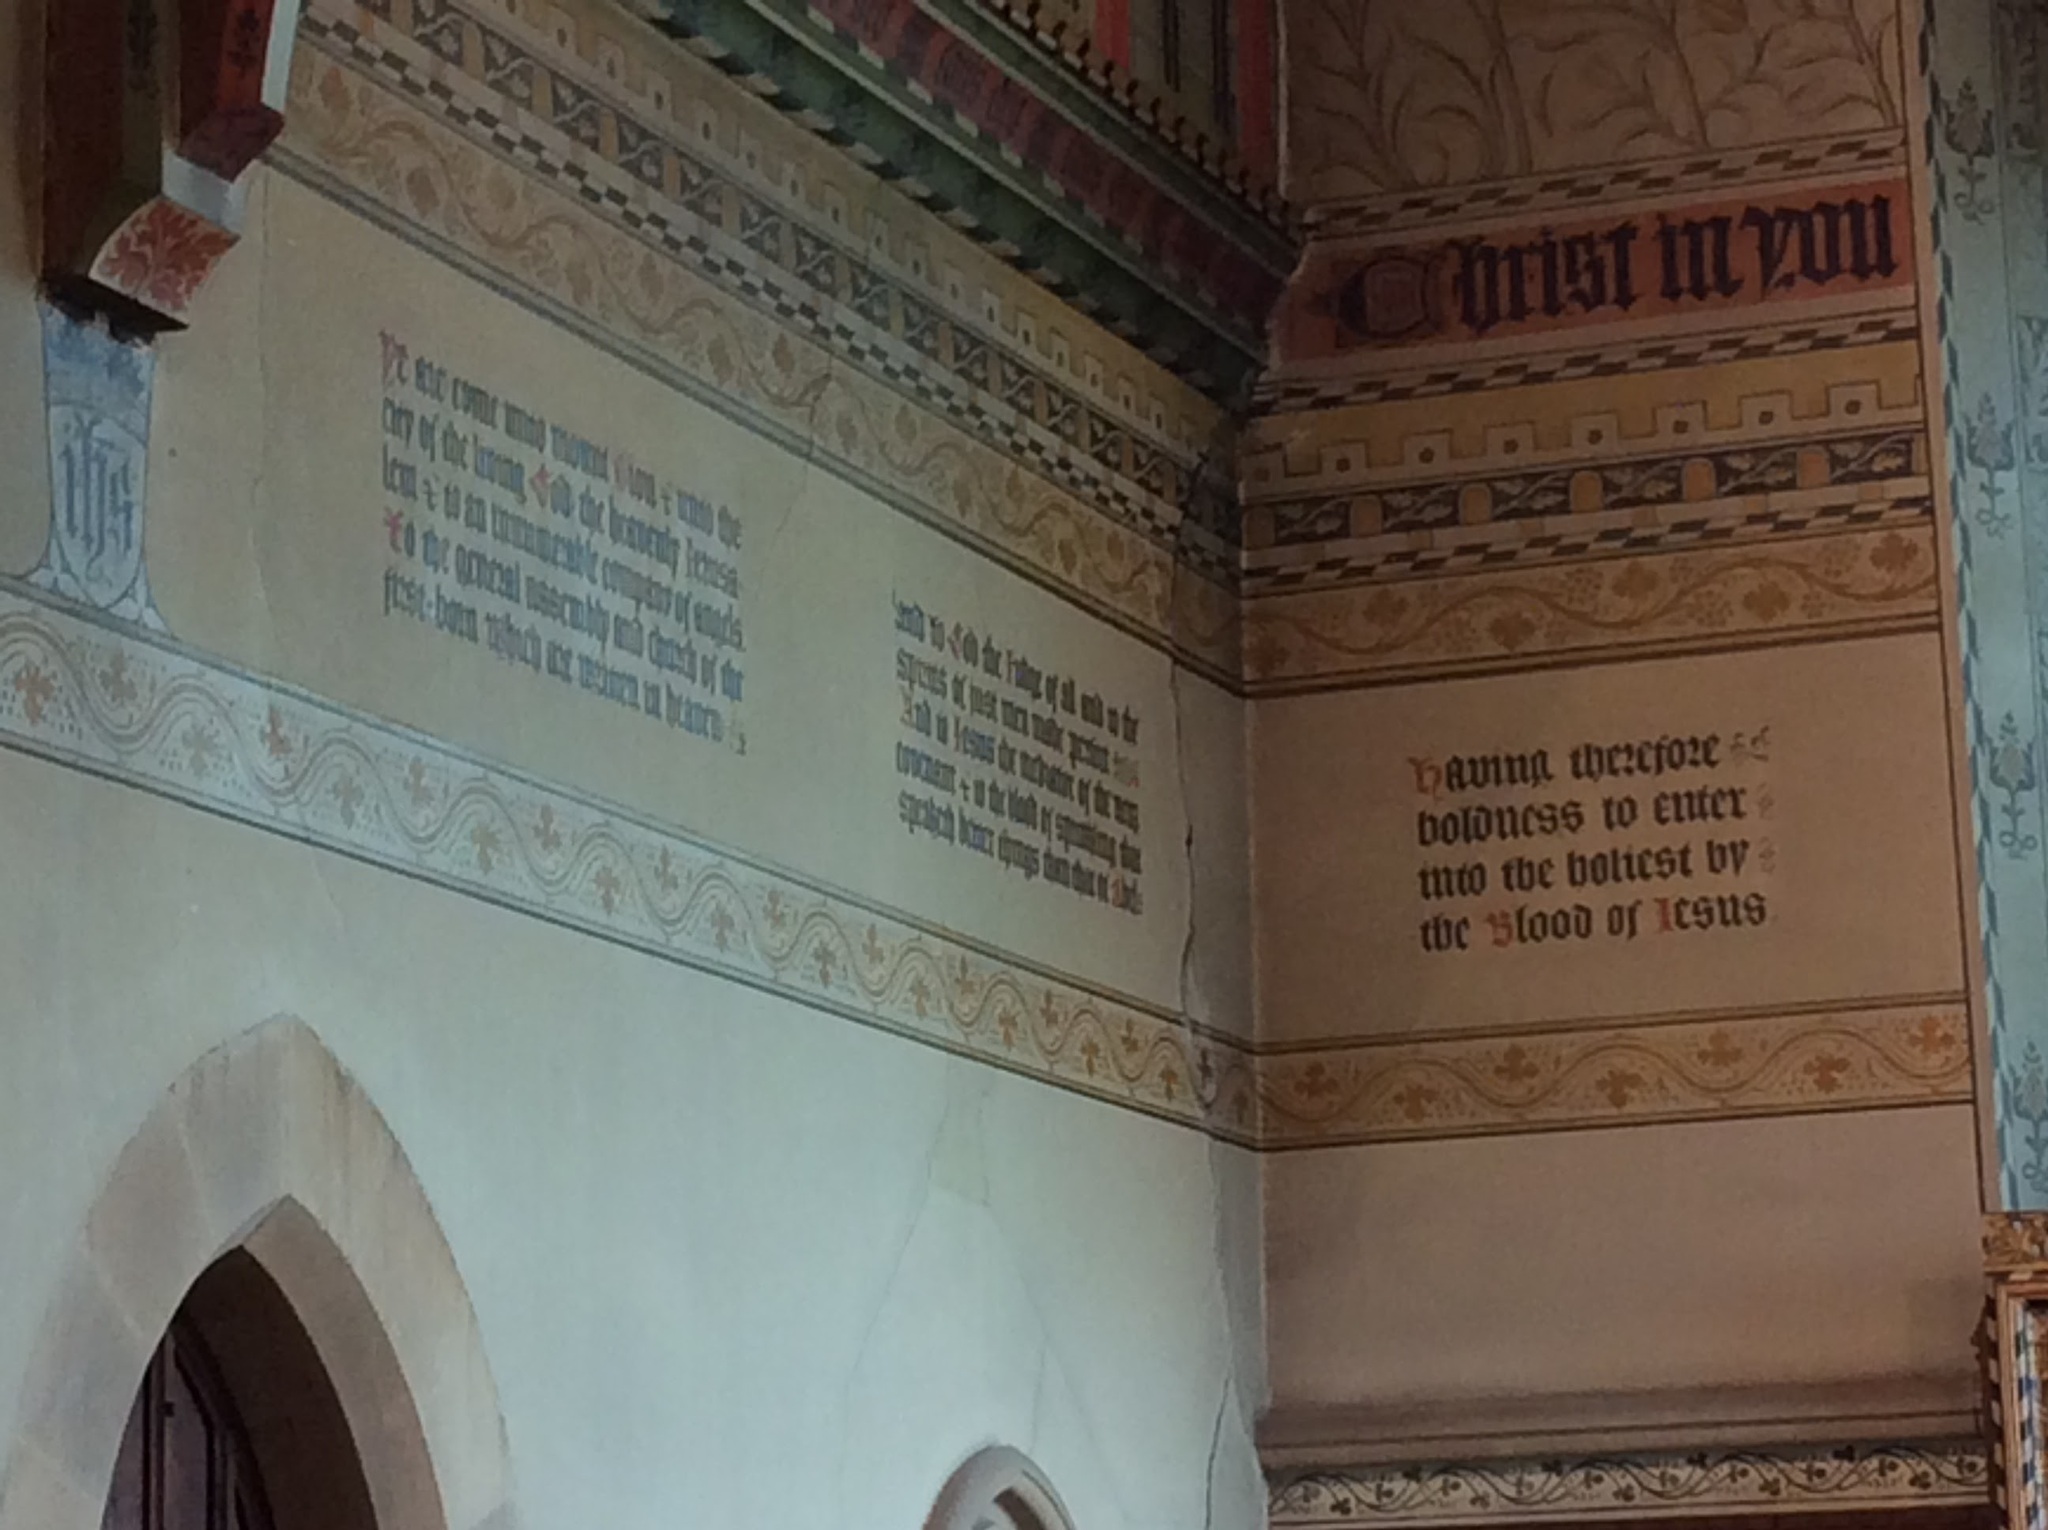 Christ in you
ihs
Ye are come unto mount Sion & unto the
city of the living God the heavenly Jerusa-
lem & to an innumerable company of angels.
To the general assembly and church of the
first-born which are written in heaven
and to God the Judge of all and to the
spirits of just men made perfect
And to Jesus the mediator of the new
covenant & to the blood of sprinkling that
speaketh better things than that of Abel.
Having therefore
boldness to enter
into the holiest by
the Blood of Jesus